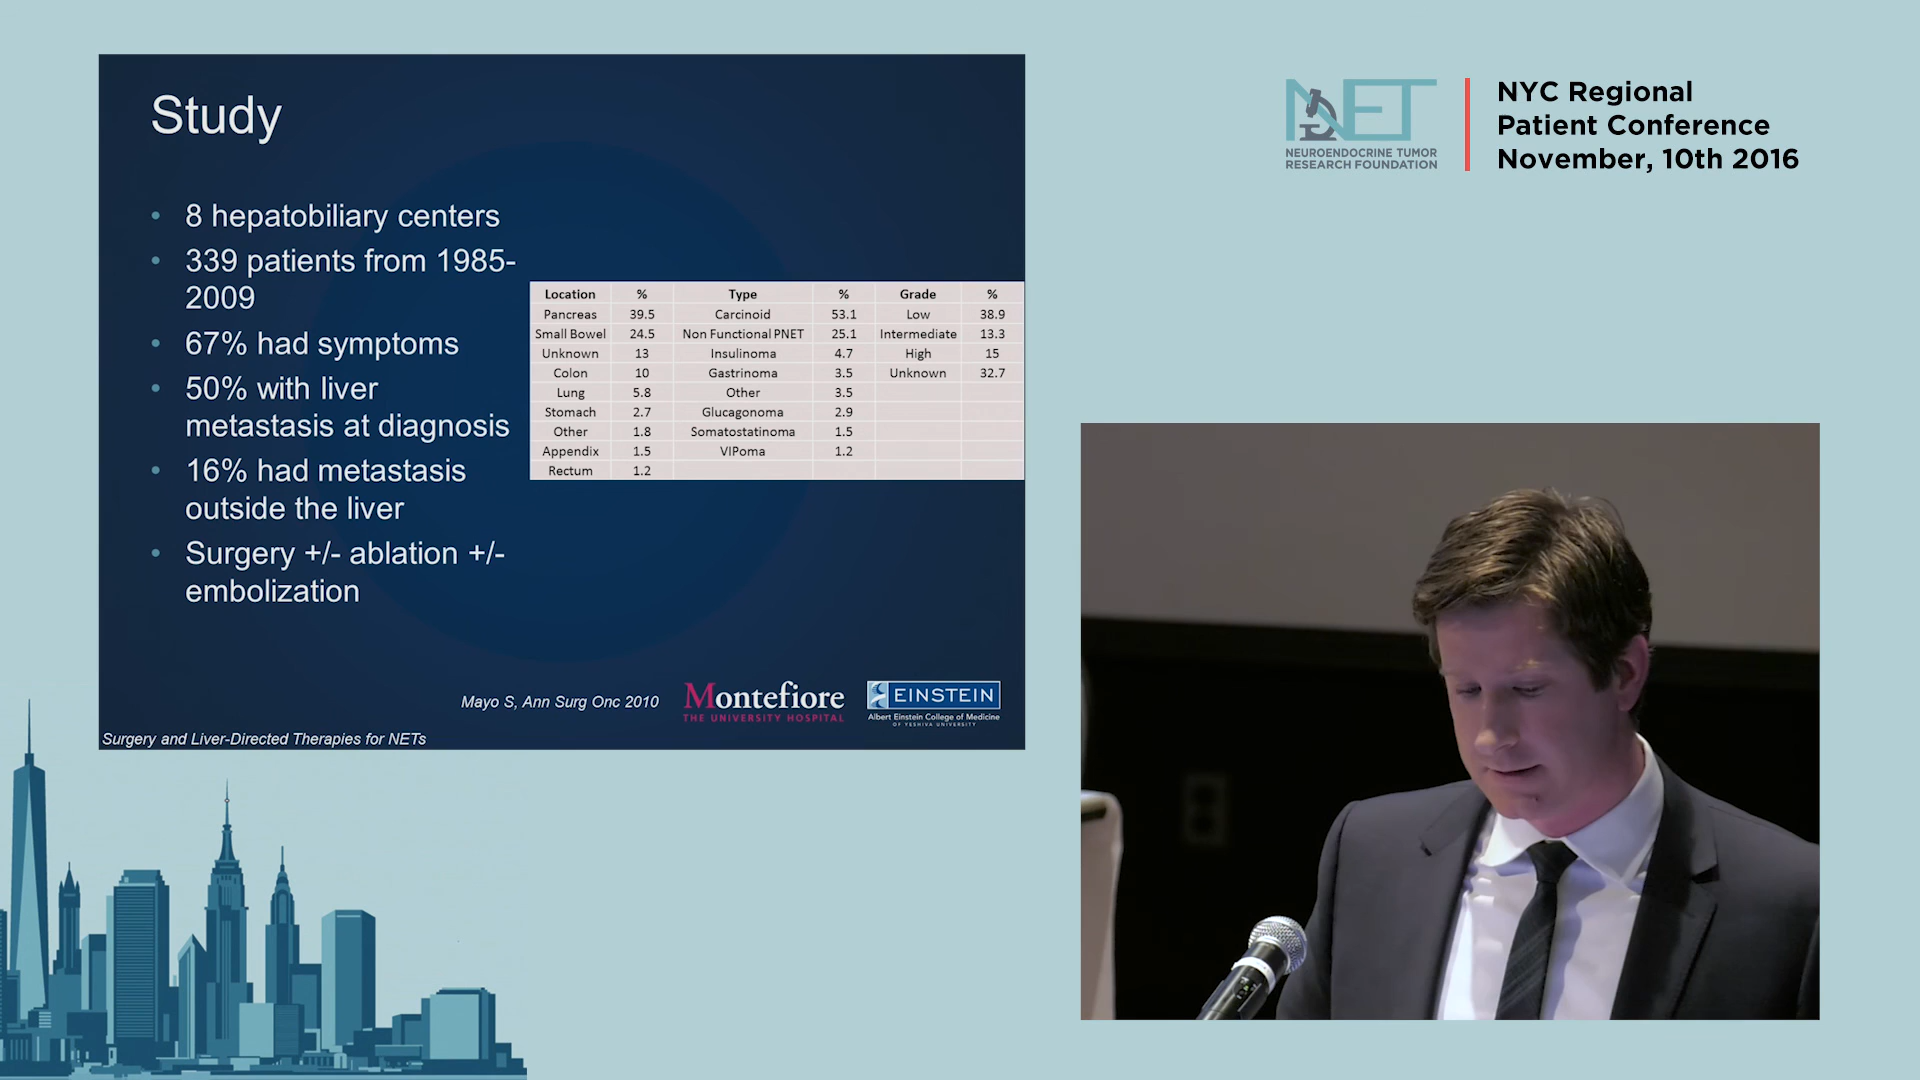 Study
• 8 hepatobiliary centers
• 339 patients from 1985-
2009
• 67% had symptoms
• 50% with liver
metastasis at diagnosis
• 16% had metastasis
outside the liver
• Surgery +/- ablation +/-
embolization
Location % Type % Grade %
Pancreas 39.5 Carcinoid 53.1 Low 38.9
Small Bowel 24.5 Non Functional PNET 25.1 Intermediate 13.3
Unknown 13 Insulinoma 4.7 High 15
Colon 10 Gastrinoma 3.5 Unknown 32.7
Lung 5.8 Other 3.5
Stomach 2.7 Glucagonoma 2.9
Other 1.8 Somatostatinoma 1.5
Appendix 1.5 VIPoma 1.2
Rectum 1.2
Mayo S, Ann Surg Onc 2010
Montefiore
THE UNIVERSITY HOSPITAL
EINSTEIN
Albert Einstein College of Medicine
OF YESHIVA UNIVERSITY
Surgery and Liver-Directed Therapies for NETs
NET
NEUROENDOCRINE TUMOR
RESEARCH FOUNDATION
NYC Regional
Patient Conference
November, 10th 2016